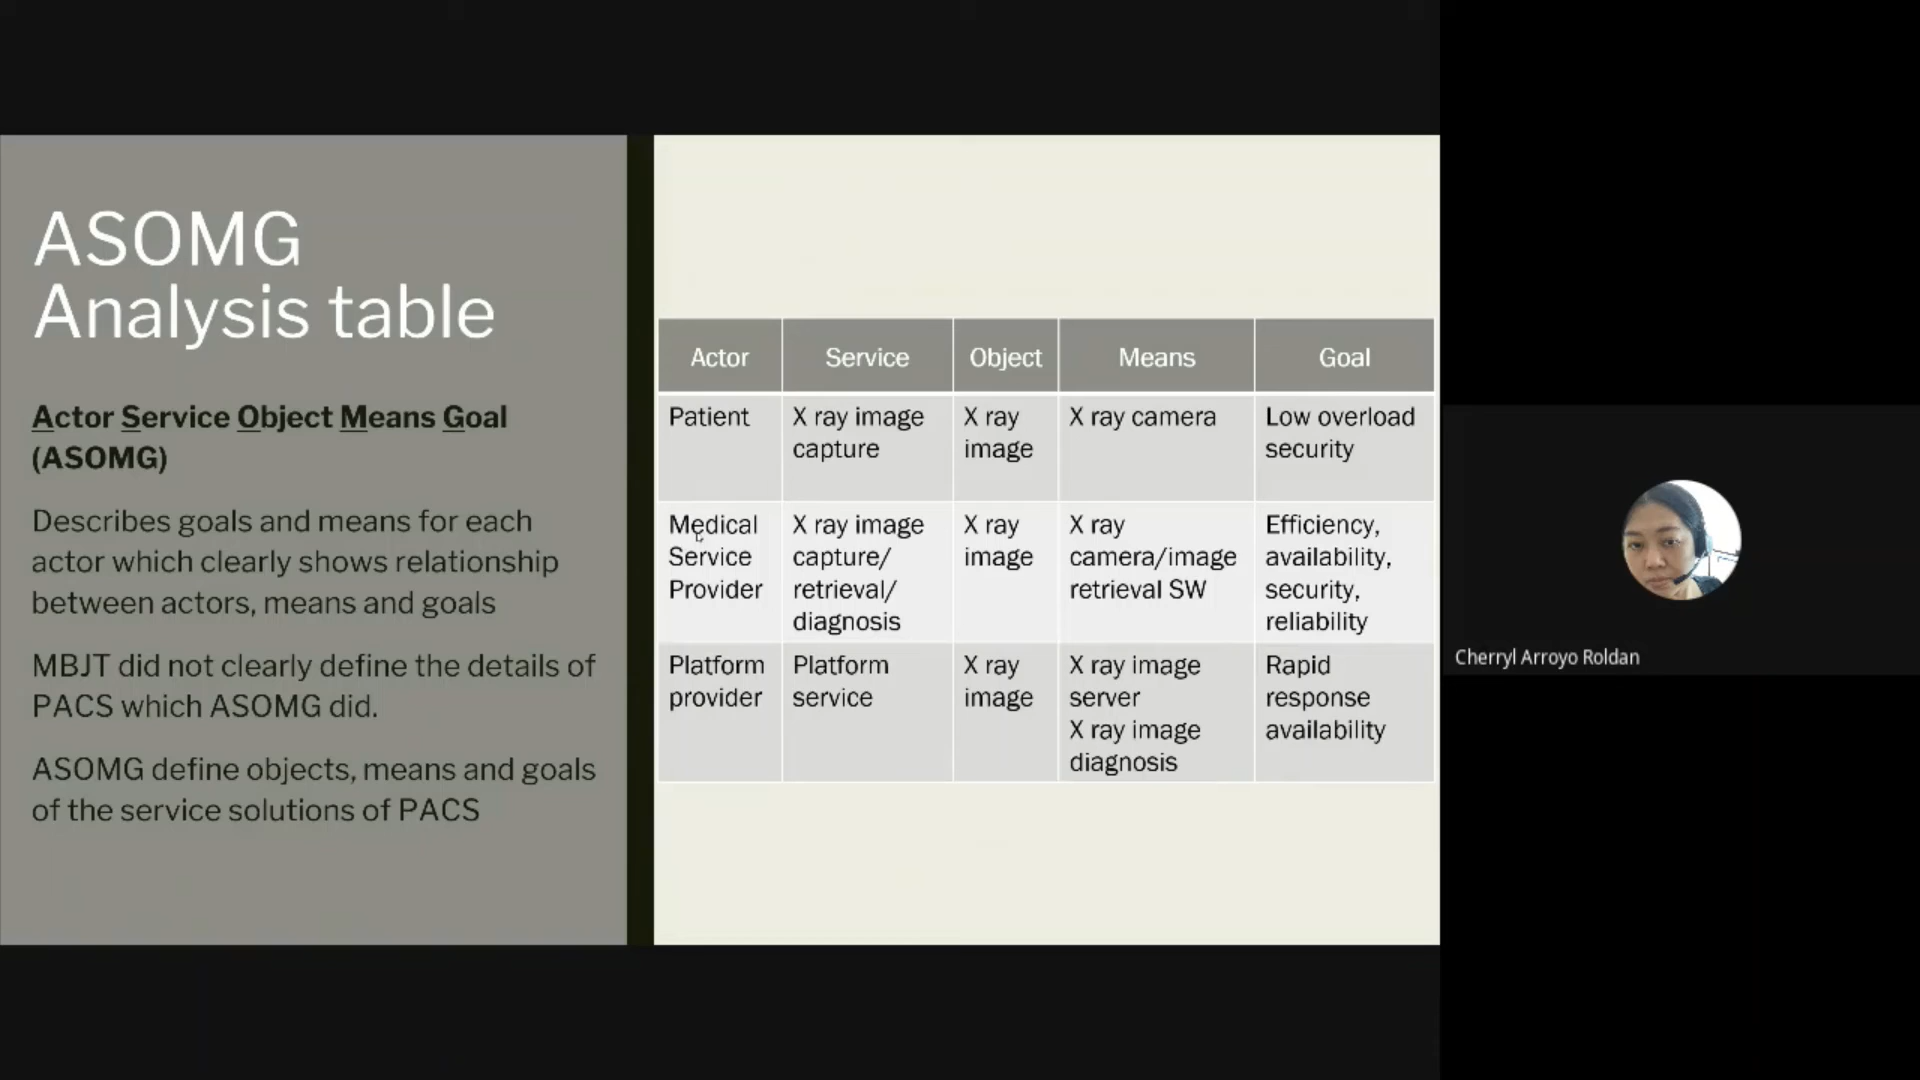 ASOMG
Analysis table
Actor Service Object Means Goal
(ASOMG)
Describes goals and means for each
actor which clearly shows relationship
between actors, means and goals
MBJT did not clearly define the details of
PACS which ASOMG did.
ASOMG define objects, means and goals
of the service solutions of PACS
Actor Service Object Means Goal
Patient
X ray image
capture
X ray
image
X ray camera
Low overload
security
Medical
Service
Provider
X ray image
capture/
retrieval/
diagnosis
X ray
image
X ray
camera/image
retrieval SW
Efficiency,
availability,
security,
reliability
Platform
provider
Platform
service
X ray
image
X ray image
server
X ray image
diagnosis
Rapid
response
availability
Cherryl Arroyo Roldan